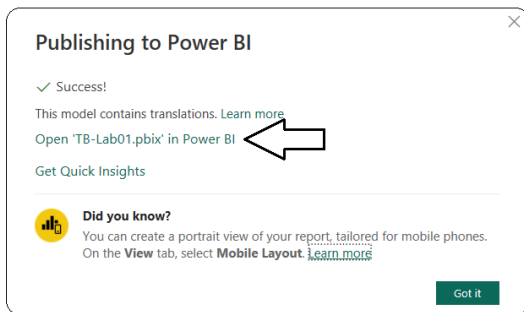 Publishing to Power BI
Success!
This model contains translations. Learn more
Open 'TB-Lab01.pbix' in Power BI
Get Quick Insights
Did you know?
You can create a portrait view of your report, tailored for mobile phones.
On the View tab, select Mobile Layout. Learn more
Got it